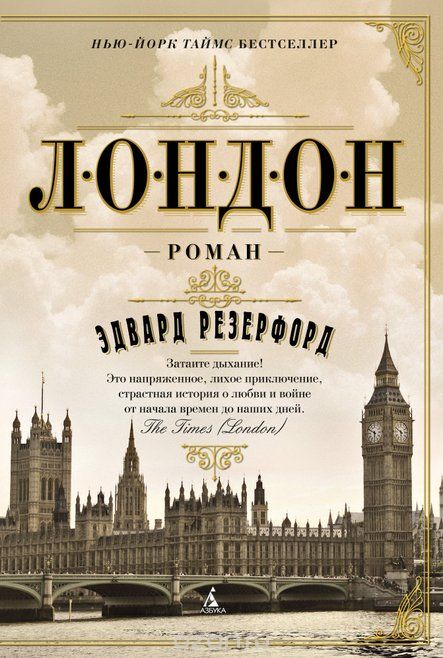 НЬЮ-ЙОРК ТАЙМС БЕСТСЕЛЛЕР
Л·О·Н·Д·О·Н
— РОМАН —
ЭДВАРД РЕЗЕРФОРД
Затаите дыхание!
Это напряженное, лихое приключение,
страстная история о любви и войне
от начала времен до наших дней.
The Times (London)
АЗБУКА